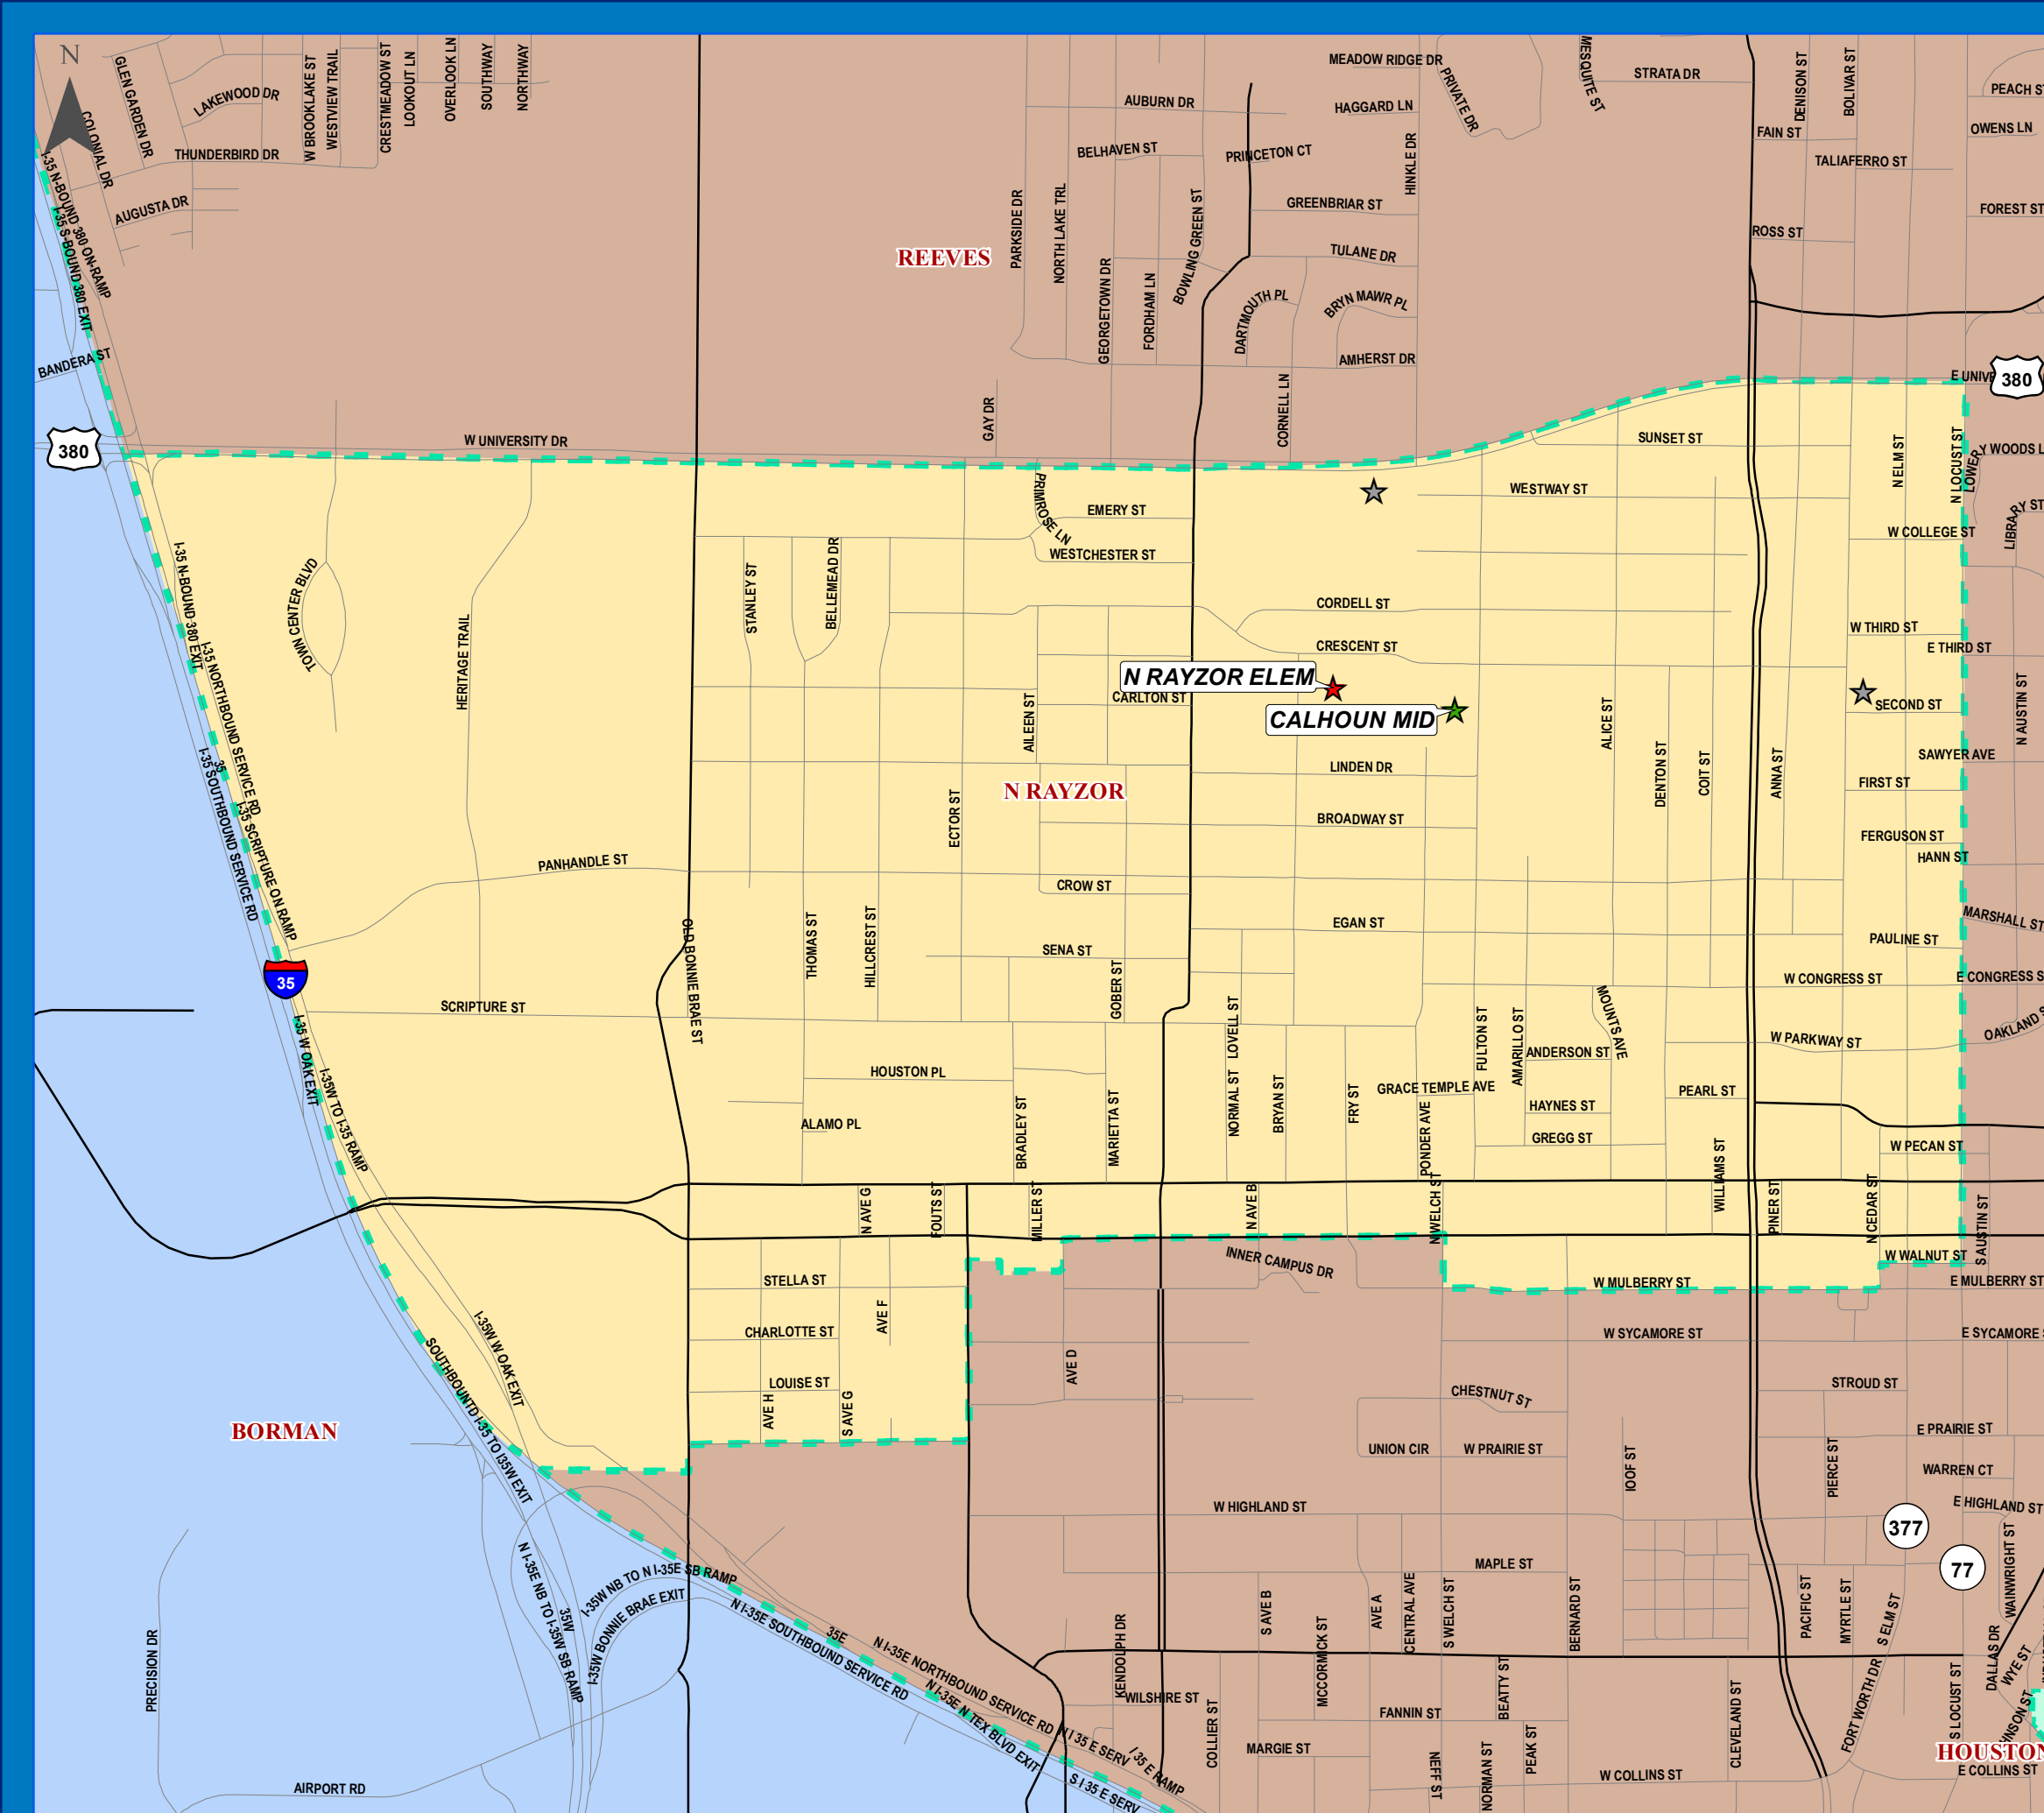 N
GLEN GARDEN DR
LAKEWOOD DR
W BROOKLAKE ST
WESTVIEW TRAIL
CRESTMEADOW ST
LOOKOUT LN
OVERLOOK LN
SOUTHWAY
NORTHWAY
COLONIAL DR
THUNDERBIRD DR
AUGUSTA DR
I-35 N-BOUND 380 ON-RAMP
I-35 S-BOUND 380 EXIT
BANDERA ST
380
W UNIVERSITY DR
REEVES
PARKSIDE DR
NORTH LAKE TRL
AUBURN DR
BELHAVEN ST
GEORGETOWN DR
FORDHAM LN
BOWLING GREEN ST
PRINCETON CT
MEADOW RIDGE DR
HAGGARD LN
PRIVATE DR
HINKLE DR
GREENBRIAR ST
TULANE DR
DARTMOUTH PL
BRYN MAWR PL
AMHERST DR
GAY DR
CORNELL LN
MESQUITE ST
STRATA DR
DENISON ST
BOLIVAR ST
FAIN ST
TALIAFERRO ST
ROSS ST
PEACH ST
OWENS LN
FOREST ST
E UNIVE
380
SUNSET ST
N ELM ST
N LOCUST ST
LOWERY WOODS L
WESTWAY ST
W COLLEGE ST
LIBRARY ST
PRIMROSE LN
EMERY ST
WESTCHESTER ST
I-35 N-BOUND 380 EXIT
TOWN CENTER BLVD
HERITAGE TRAIL
STANLEY ST
BELLEMEAD DR
CORDELL ST
CRESCENT ST
W THIRD ST
E THIRD ST
N RAYZOR ELEM
CALHOUN MID
CARLTON ST
AILEEN ST
ALICE ST
SECOND ST
N AUSTIN ST
I-35 NORTHBOUND SERVICE RD
35
I-35 SOUTHBOUND SERVICE RD
I-35 SCRIPTURE ON RAMP
N RAYZOR
LINDEN DR
BROADWAY ST
ECTOR ST
DENTON ST
COIT ST
ANNA ST
SAWYER AVE
FIRST ST
FERGUSON ST
HANN ST
PANHANDLE ST
CROW ST
EGAN ST
SENA ST
OLD BONNIE BRAE ST
THOMAS ST
HILLCREST ST
GOBER ST
MARSHALL ST
PAULINE ST
W CONGRESS ST
E CONGRESS S
35
SCRIPTURE ST
LOVELL ST
FULTON ST
AMARILLO ST
MOUNTS AVE
ANDERSON ST
W PARKWAY ST
OAKLAND S
I-35 W OAK EXIT
I-35W TO I-35 RAMP
HOUSTON PL
ALAMO PL
BRADLEY ST
MARIETTA ST
NORMAL ST
BRYAN ST
FRY ST
GRACE TEMPLE AVE
PONDER AVE
HAYNES ST
GREGG ST
PEARL ST
W PECAN ST
N AVE G
FOUTS ST
MILLER ST
N AVE B
N WELCH ST
WILLIAMS ST
PINER ST
N CEDAR ST
S AUSTIN ST
W WALNUT ST
INNER CAMPUS DR
W MULBERRY ST
E MULBERRY ST
STELLA ST
AVE F
CHARLOTTE ST
LOUISE ST
AVE H
S AVE G
AVE D
W SYCAMORE ST
E SYCAMORE S
STROUD ST
CHESTNUT ST
I-35W W OAK EXIT
SOUTHBOUNTD I-35 TO I35W EXIT
BORMAN
UNION CIR
W PRAIRIE ST
E PRAIRIE ST
IOOF ST
PIERCE ST
WARREN CT
E HIGHLAND ST
W HIGHLAND ST
377
77
MAPLE ST
WAINWRIGHT ST
N I-35E NB TO I-35W SB RAMP
35W
I-35W NB TO N I-35E SB RAMP
I-35W BONNIE BRAE EXIT
N I-35E SOUTHBOUND SERVICE RD
35E
N I-35E NORTHBOUND SERVICE RD
N I-35E N TEX BLVD EXIT
N I 35 E SERV
I 35 E RAMP
S I 35 E SERV
PRECISION DR
AIRPORT RD
KENDOLPH DR
WILSHIRE ST
COLLIER ST
S AVE B
MCCORMICK ST
AVE A
CENTRAL AVE
S WELCH ST
BERNARD ST
PACIFIC ST
MYRTLE ST
S ELM ST
FORT WORTH DR
CLEVELAND ST
S LOCUST ST
DALLAS DR
WYE ST
FANNIN ST
BEATTY ST
MARGIE ST
NEFF ST
NORMAN ST
PEAK ST
W COLLINS ST
E COLLINS ST
HOUSTON